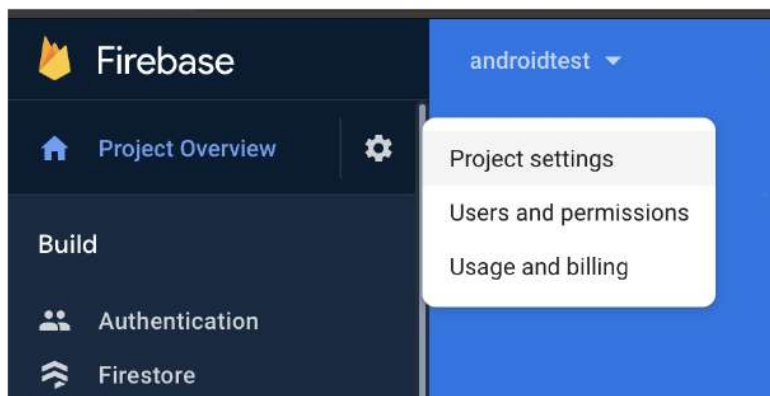 Firebase
androidtest
Project Overview
Project settings
Users and permissions
Usage and billing
Build
Authentication
Firestore